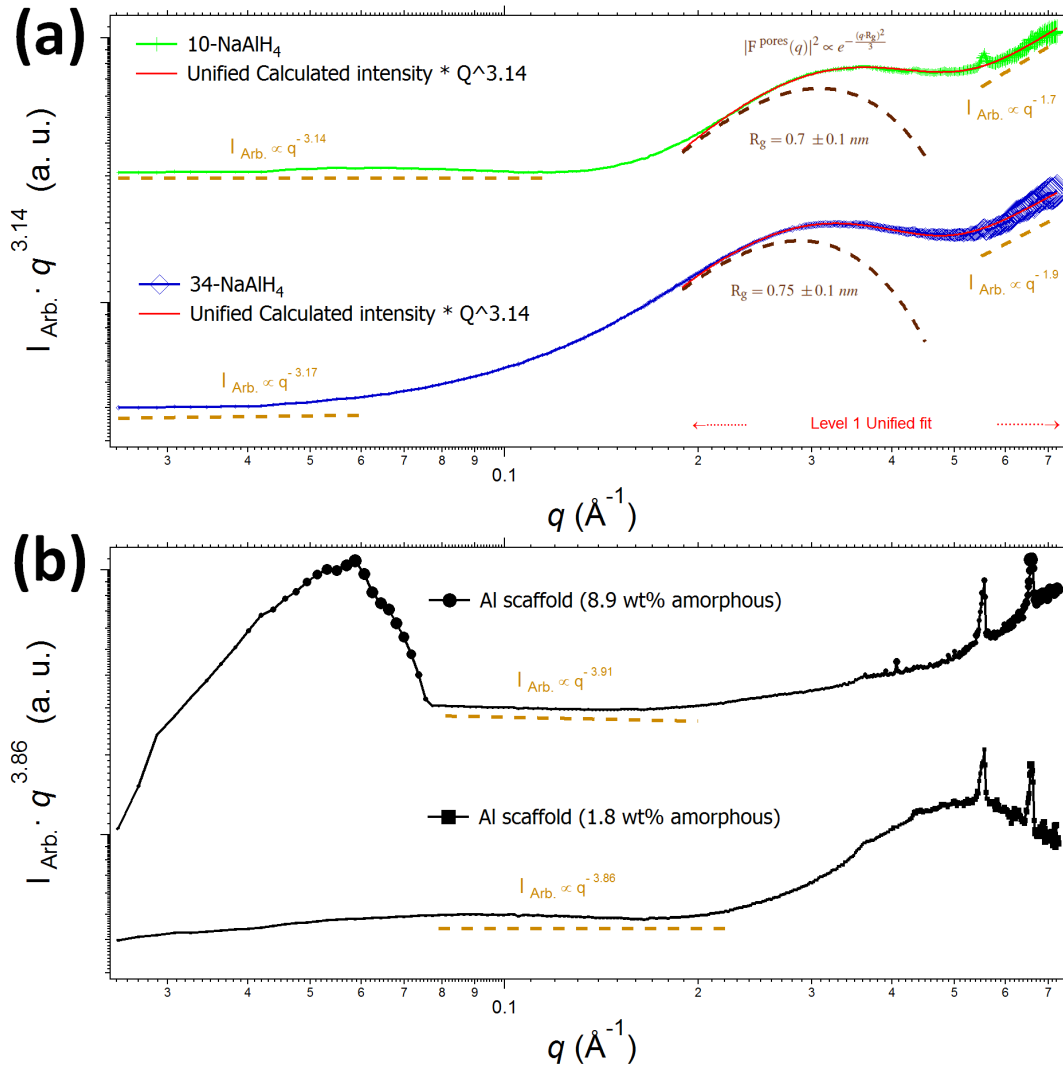 (a)
10-NaAlH₄
Unified Calculated intensity * Q^3.14
|F^pores(q)|² ∝ e^-(q·Rg)²/3
I Arb. ∝ q^-1.7
I Arb. ∝ q^-3.14
Rg = 0.7 ±0.1 nm
34-NaAlH₄
Unified Calculated intensity * Q^3.14
Rg = 0.75 ±0.1 nm
I Arb. ∝ q^-1.9
I Arb. ∝ q^-3.17
Level 1 Unified fit
I Arb. · q^3.14 (a. u.)
3 4 5 6 7 8 9 0.1 2 3 4 5 6 7
q (Å⁻¹)
(b)
Al scaffold (8.9 wt% amorphous)
I Arb. ∝ q^-3.91
Al scaffold (1.8 wt% amorphous)
I Arb. ∝ q^-3.86
I Arb. · q^3.86 (a. u.)
3 4 5 6 7 8 9 0.1 2 3 4 5 6 7
q (Å⁻¹)